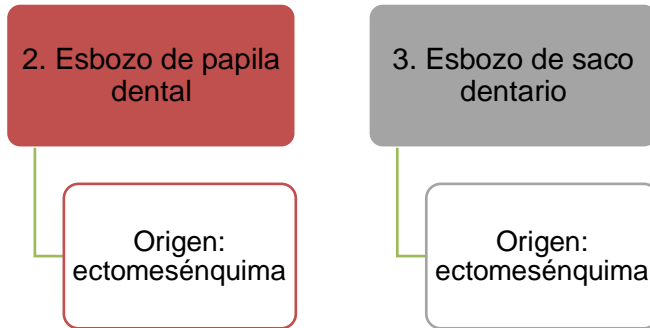 2. Esbozo de papila
dental
Origen:
ectomesénquima
3. Esbozo de saco
dentario
Origen:
ectomesénquima